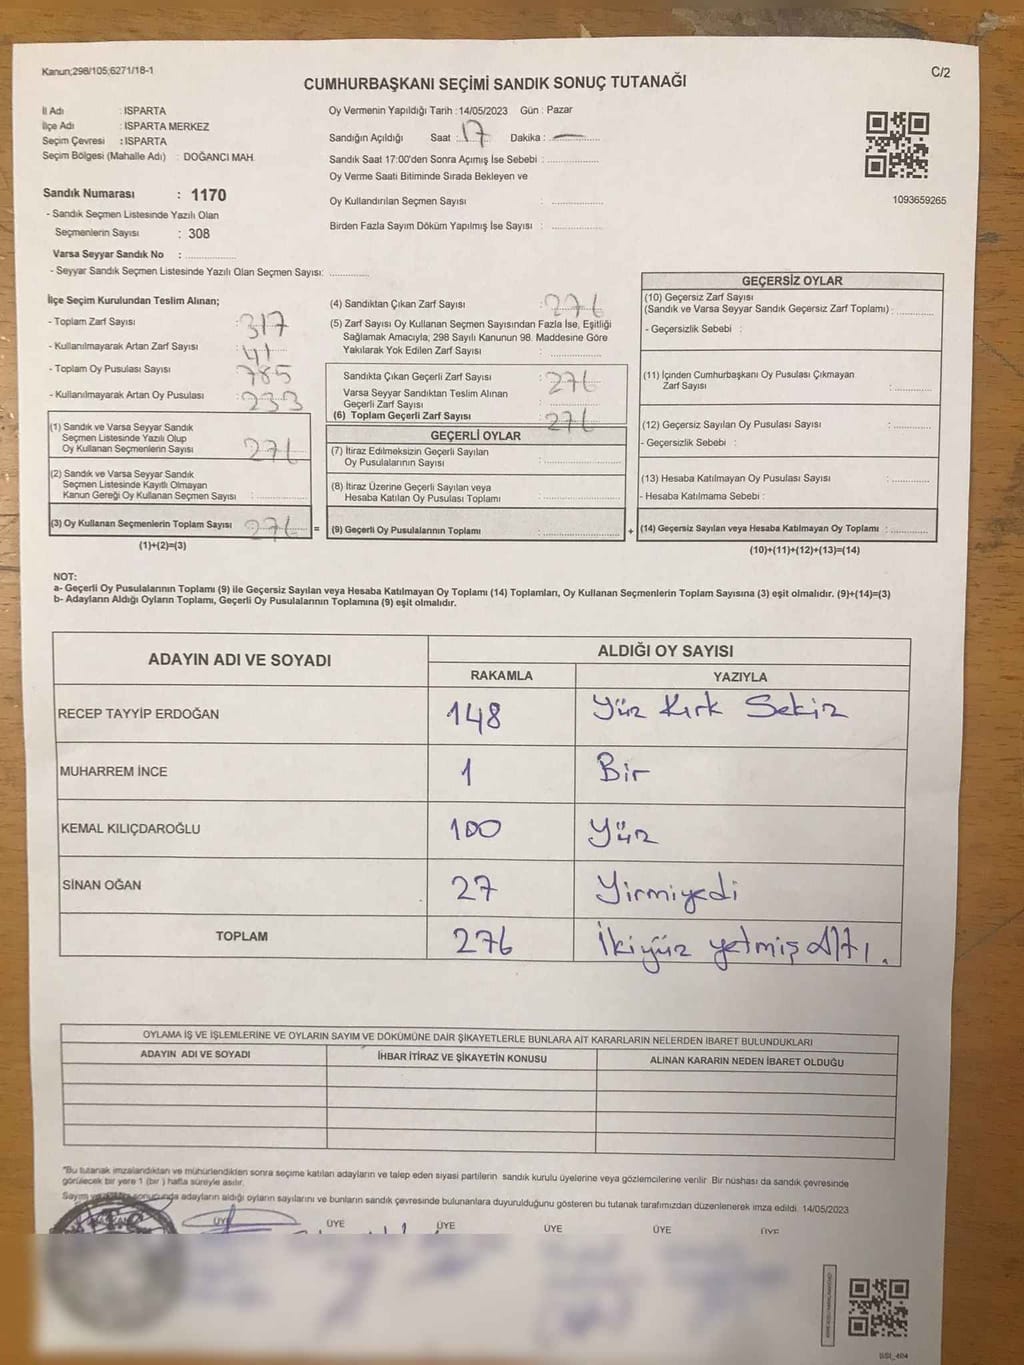 Kanun;298/105;6271/18-1
C/2
CUMHURBAŞKANI SEÇİMİ SANDIK SONUÇ TUTANAĞI
İl Adı : ISPARTA
İlçe Adı : ISPARTA MERKEZ
Seçim Çevresi : ISPARTA
Seçim Bölgesi (Mahalle Adı) : DOĞANCI MAH.
Oy Vermenin Yapıldığı Tarih : 14/05/2023 Gün : Pazar
Sandığın Açıldığı Saat : 17 Dakika : —
Sandık Saat 17:00'den Sonra Açımış İse Sebebi :
Oy Verme Saati Bitiminde Sırada Bekleyen ve
Oy Kullandırılan Seçmen Sayısı :
Birden Fazla Sayım Döküm Yapılmış İse Sayısı :
1093659265
Sandık Numarası : 1170
- Sandık Seçmen Listesinde Yazılı Olan
Seçmenlerin Sayısı : 308
Varsa Seyyar Sandık No :
- Seyyar Sandık Seçmen Listesinde Yazılı Olan Seçmen Sayısı:
İlçe Seçim Kurulundan Teslim Alınan;
- Toplam Zarf Sayısı : 317
- Kullanılmayarak Artan Zarf Sayısı : 41
- Toplam Oy Pusulası Sayısı : 785
- Kullanılmayarak Artan Oy Pusulası : 233
(1) Sandık ve Varsa Seyyar Sandık
Seçmen Listesinde Yazılı Olup
Oy Kullanan Seçmenlerin Sayısı : 276
(2) Sandık ve Varsa Seyyar Sandık
Seçmen Listesinde Kayıtlı Olmayan
Kanun Gereği Oy Kullanan Seçmen Sayısı :
(3) Oy Kullanan Seçmenlerin Toplam Sayısı : 276 =
(1)+(2)=(3)
(4) Sandıktan Çıkan Zarf Sayısı : 276
(5) Zarf Sayısı Oy Kullanan Seçmen Sayısından Fazla İse, Eşitliği
Sağlamak Amacıyla, 298 Sayılı Kanunun 98. Maddesine Göre
Yakılarak Yok Edilen Zarf Sayısı :
Sandıkta Çıkan Geçerli Zarf Sayısı : 276
Varsa Seyyar Sandıktan Teslim Alınan
Geçerli Zarf Sayısı :
(6) Toplam Geçerli Zarf Sayısı : 276
GEÇERLİ OYLAR
(7) İtiraz Edilmeksizin Geçerli Sayılan
Oy Pusulalarının Sayısı :
(8) İtiraz Üzerine Geçerli Sayılan veya
Hesaba Katılan Oy Pusulası Toplamı :
(9) Geçerli Oy Pusulalarının Toplamı : +
GEÇERSİZ OYLAR
(10) Geçersiz Zarf Sayısı
(Sandık ve Varsa Seyyar Sandık Geçersiz Zarf Toplamı) :
- Geçersizlik Sebebi :
(11) İçinden Cumhurbaşkanı Oy Pusulası Çıkmayan
Zarf Sayısı :
(12) Geçersiz Sayılan Oy Pusulası Sayısı :
- Geçersizlik Sebebi :
(13) Hesaba Katılmayan Oy Pusulası Sayısı :
- Hesaba Katılmama Sebebi :
(14) Geçersiz Sayılan veya Hesaba Katılmayan Oy Toplamı :
(10)+(11)+(12)+(13)=(14)
NOT:
a- Geçerli Oy Pusulalarının Toplamı (9) ile Geçersiz Sayılan veya Hesaba Katılmayan Oy Toplamı (14) Toplamları, Oy Kullanan Seçmenlerin Toplam Sayısına (3) eşit olmalıdır. (9)+(14)=(3)
b- Adayların Aldığı Oyların Toplamı, Geçerli Oy Pusulalarının Toplamına (9) eşit olmalıdır.
ADAYIN ADI VE SOYADI
ALDIĞI OY SAYISI
RAKAMLA YAZIYLA
RECEP TAYYİP ERDOĞAN 148 Yüz Kırk Sekiz
MUHARREM İNCE 1 Bir
KEMAL KILIÇDAROĞLU 100 Yüz
SİNAN OĞAN 27 Yirmiyedi
TOPLAM 276 İkiyüz yetmiş Altı.
OYLAMA İŞ VE İŞLEMLERİNE VE OYLARIN SAYIM VE DÖKÜMÜNE DAİR ŞİKAYETLERLE BUNLARA AİT KARARLARIN NELERDEN İBARET BULUNDUKLARI
ADAYIN ADI VE SOYADI İHBAR İTİRAZ VE ŞİKAYETİN KONUSU ALINAN KARARIN NEDEN İBARET OLDUĞU
"Bu tutanak imzalandıktan ve mühürlendikten sonra seçime katılan adayların ve talep eden siyasi partilerin sandık kurulu üyelerine veya gözlemcilerine verilir. Bir nüshası da sandık çevresinde
görülecek bir yere 1 (bir) hafta süreyle asılır.
Sayım sonucunda adayların aldığı oyların sayılarını ve bunların sandık çevresinde bulunanlara duyurulduğunu gösteren bu tutanak tarafımızdan düzenlenerek imza edildi. 14/05/2023
ÜYE ÜYE ÜYE ÜYE ÜYE ÜYE